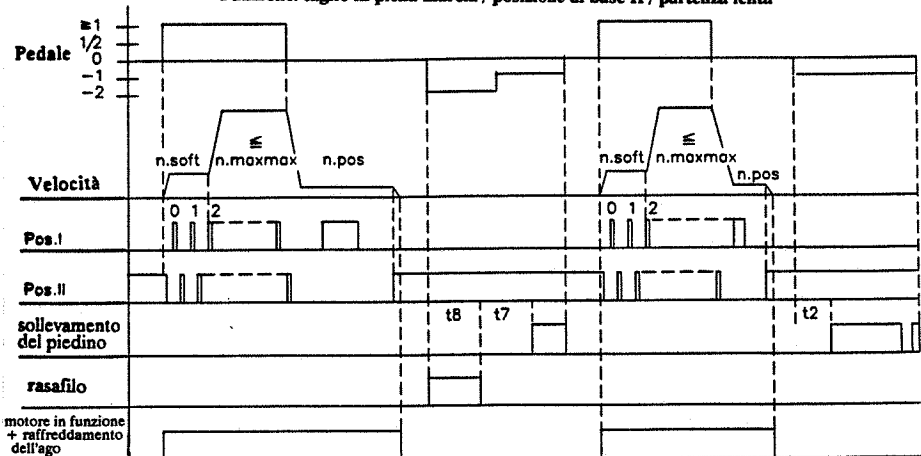 ≧1
1/2
Pedale 0
-1
-2
n.soft ≦ n.maxmax n.pos n.soft ≦ n.maxmax n.pos
Velocità
0 1 2 0 1 2
Pos.I
Pos.II
t8 t7 t2
sollevamento
del piedino
rasafilo
motore in funzione
+ raffreddamento
dell'ago